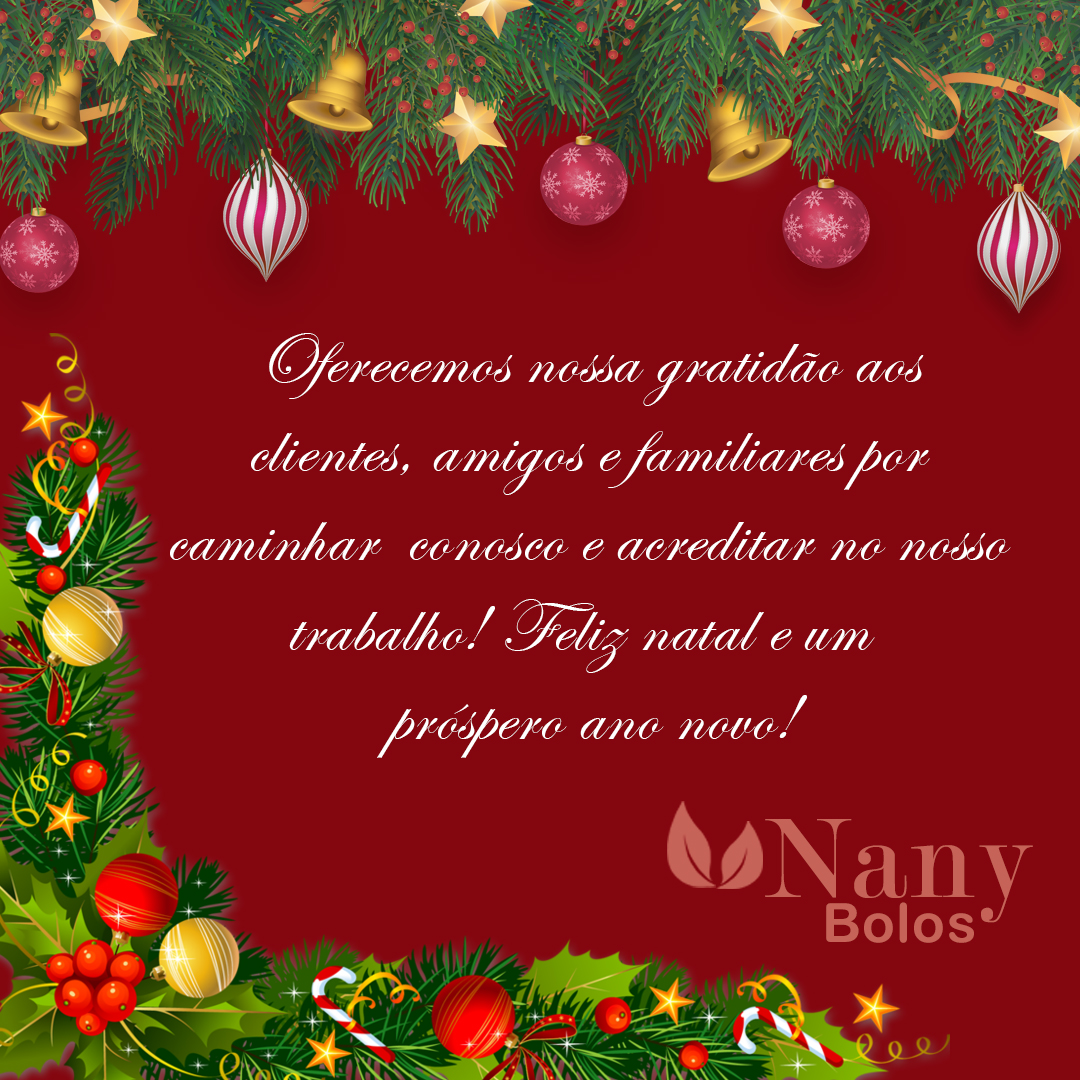 Oferecemos nossa gratidão aos
clientes, amigos e familiares por
caminhar conosco e acreditar no nosso
trabalho! Feliz natal e um
próspero ano novo!
Nany
Bolos